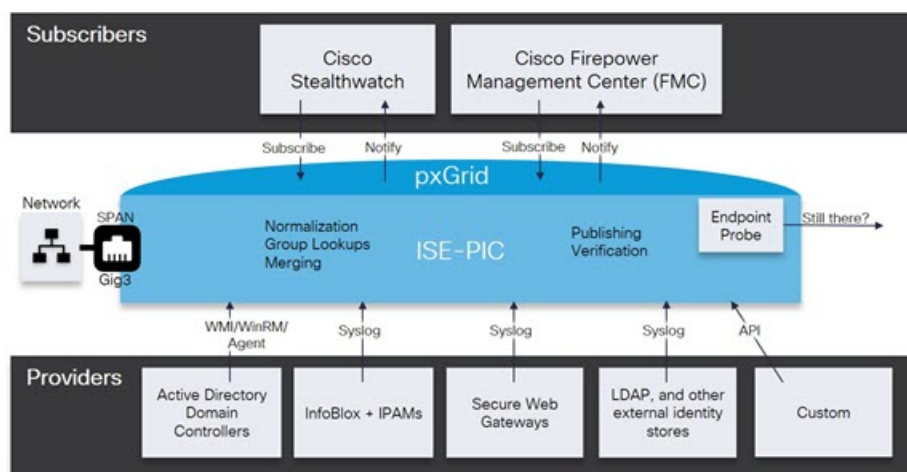 Subscribers
Cisco
Stealthwatch
Cisco Firepower
Management Center (FMC)
Subscribe
Notify
Subscribe
Notify
pxGrid
Network
SPAN
Gig3
Normalization
Group Lookups
Merging
ISE-PIC
Publishing
Verification
Endpoint
Probe
Still there?
WMI/WinRM/
Agent
Syslog
Syslog
Syslog
API
Providers
Active Directory
Domain
Controllers
InfoBlox + IPAMs
Secure Web
Gateways
LDAP, and other
external identity
stores
Custom